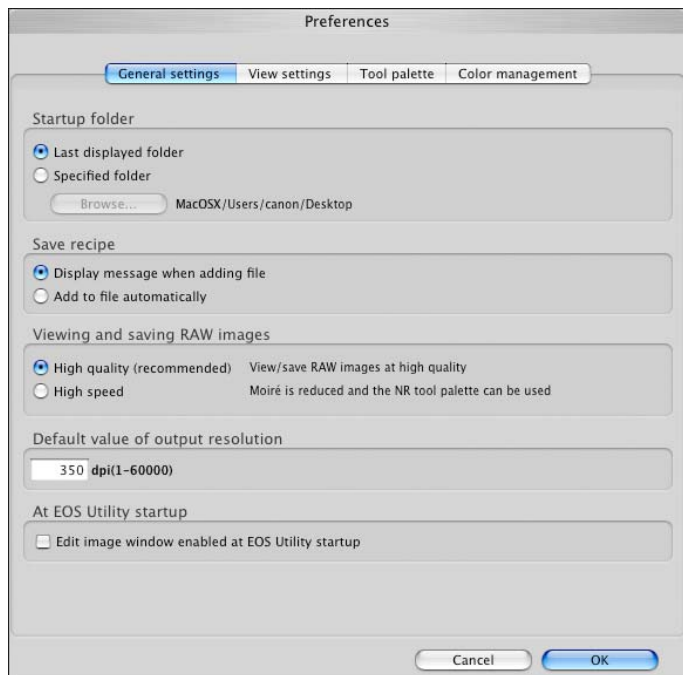 Preferences
General settings View settings Tool palette Color management
Startup folder
Last displayed folder
Specified folder
Browse... MacOSX/Users/canon/Desktop
Save recipe
Display message when adding file
Add to file automatically
Viewing and saving RAW images
High quality (recommended) View/save RAW images at high quality
High speed Moiré is reduced and the NR tool palette can be used
Default value of output resolution
350 dpi(1-60000)
At EOS Utility startup
Edit image window enabled at EOS Utility startup
Cancel OK